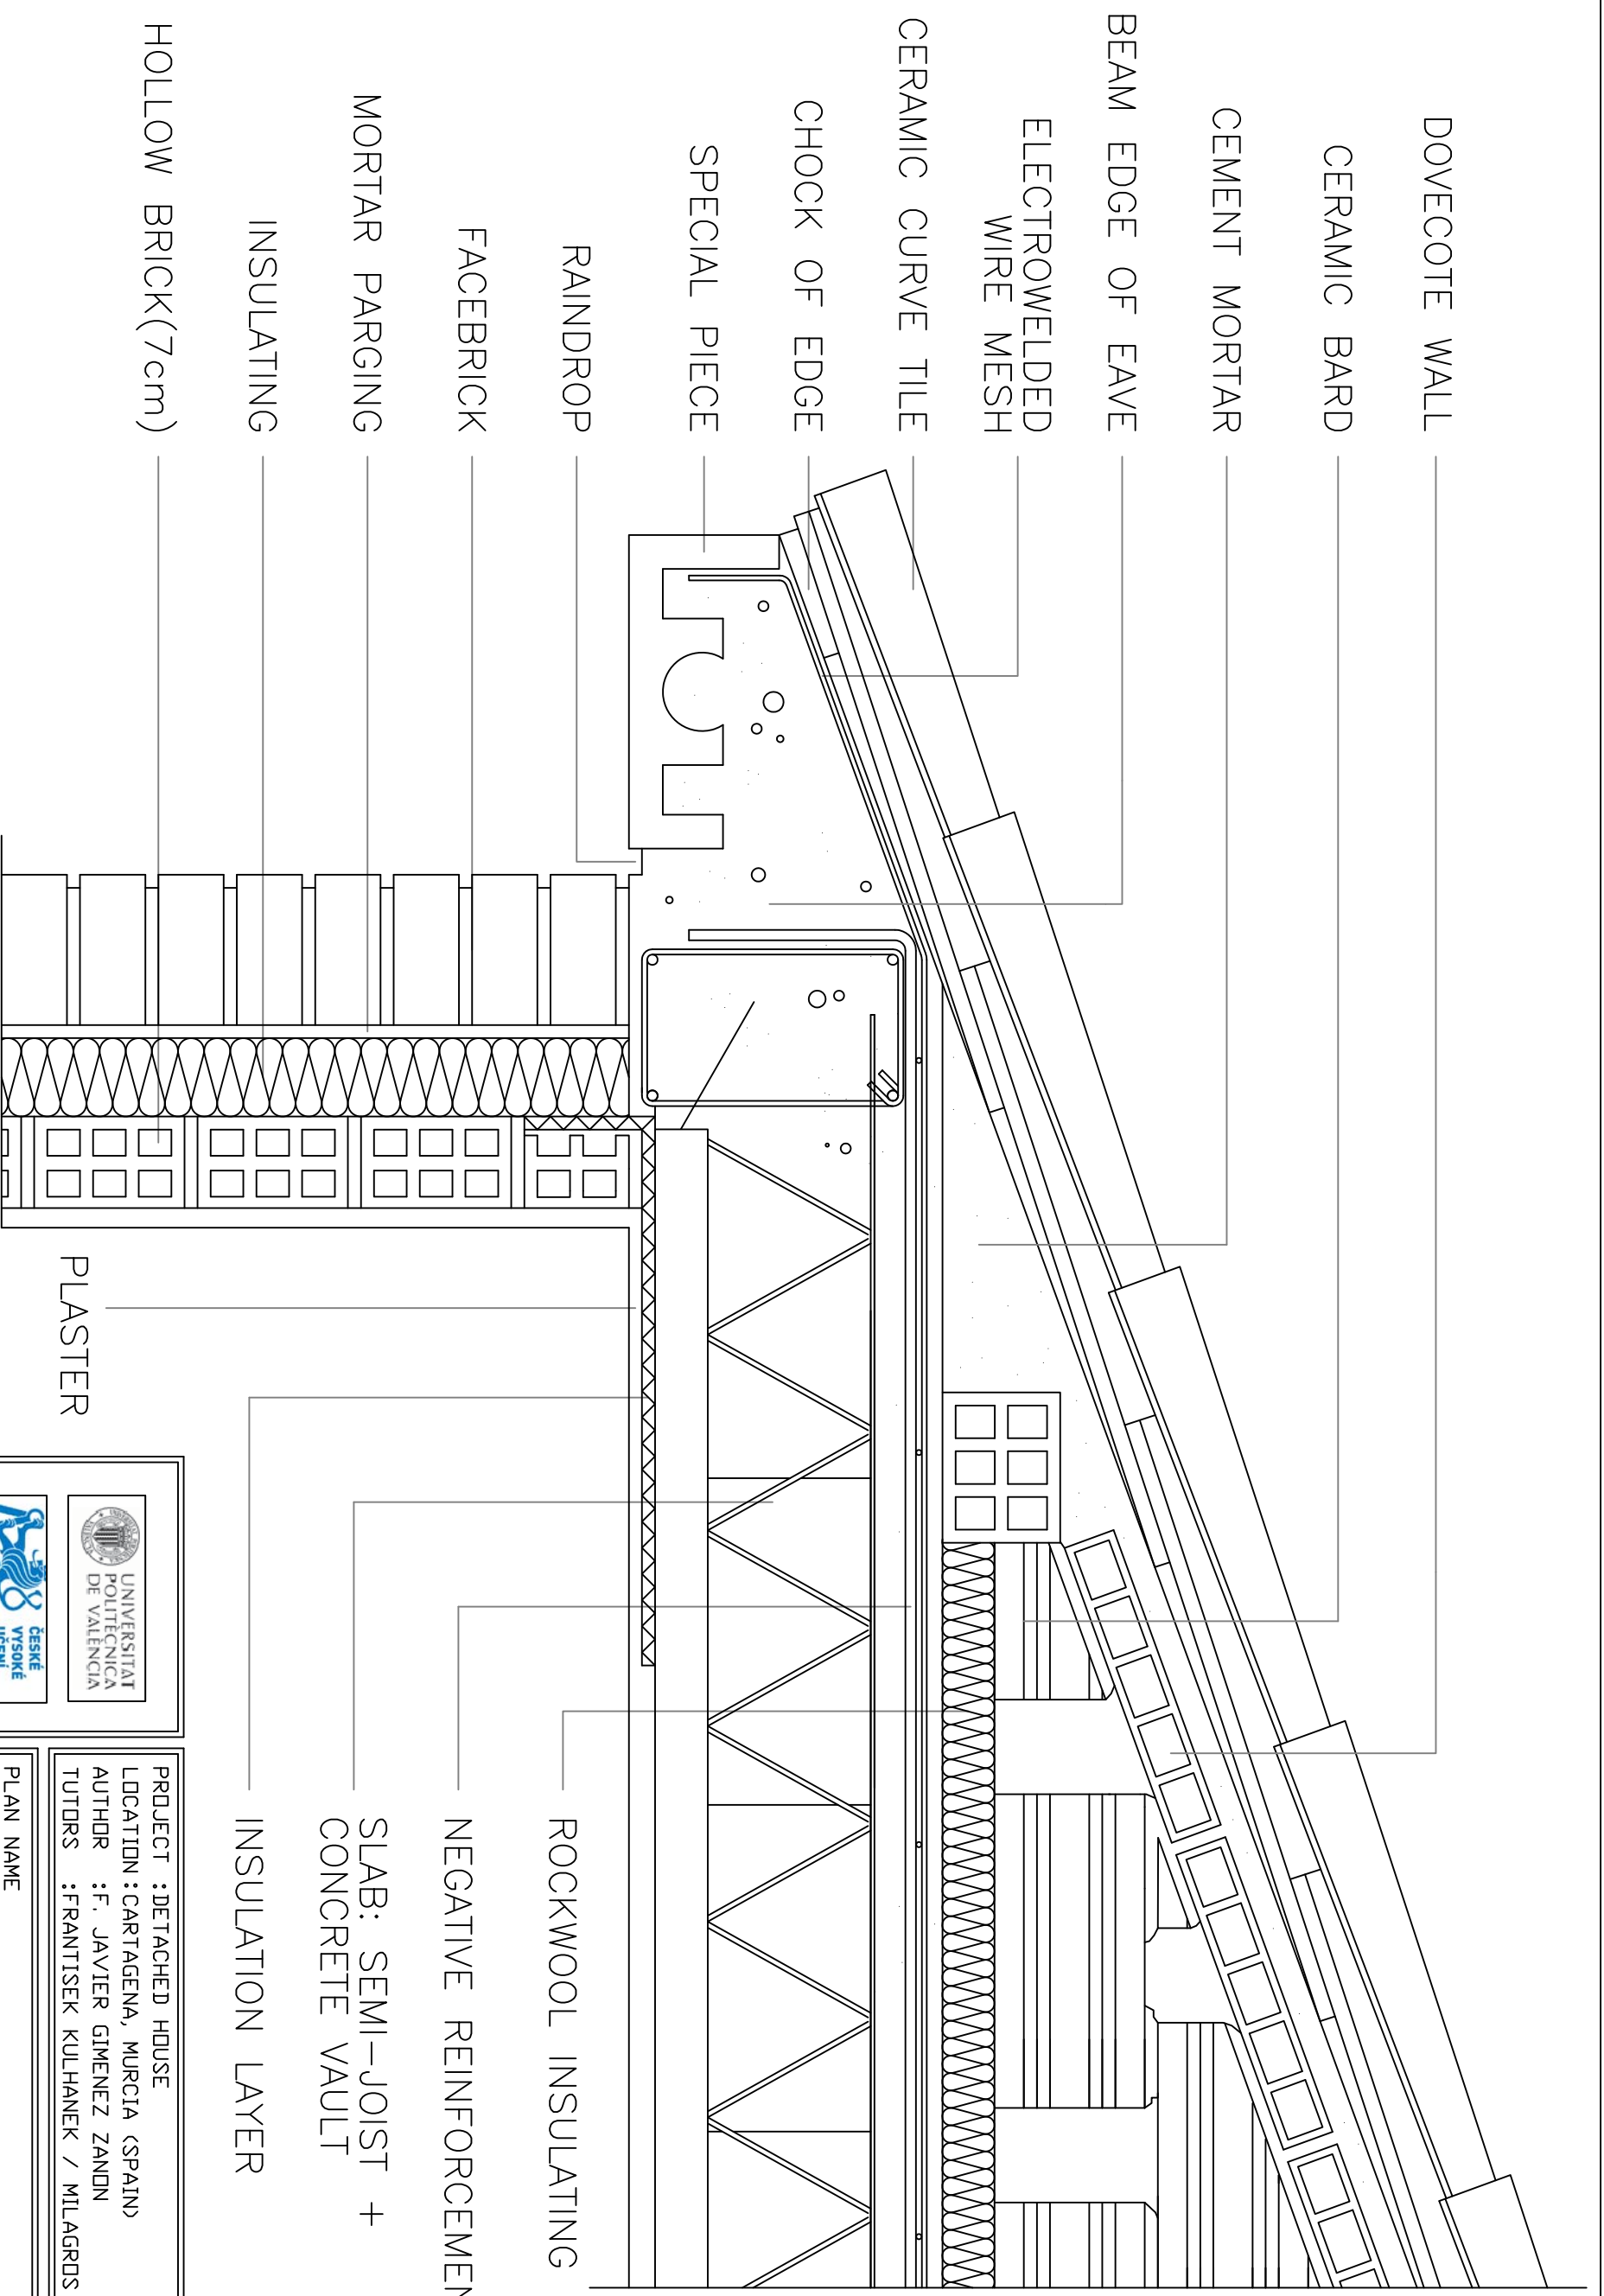 DOVECOTE WALL
CERAMIC BARD
CEMENT MORTAR
BEAM EDGE OF EAVE
ELECTROWELDED
WIRE MESH
CERAMIC CURVE TILE
CHOCK OF EDGE
SPECIAL PIECE
RAINDROP
FACEBRICK
MORTAR PARGING
INSULATING
HOLLOW BRICK(7cm)
ROCKWOOL INSULATING
NEGATIVE REINFORCEMEN
SLAB: SEMI-JOIST +
CONCRETE VAULT
INSULATION LAYER
PLASTER
UNIVERSITAT
POLITÈCNICA
DE VALÈNCIA
ČESKÉ
VYSOKÉ
UČENÍ
PROJECT :DETACHED HOUSE
LOCATION:CARTAGENA, MURCIA (SPAIN)
AUTHOR :F. JAVIER GIMENEZ ZANON
TUTORS :FRANTISEK KULHANEK / MILAGROS
PLAN NAME